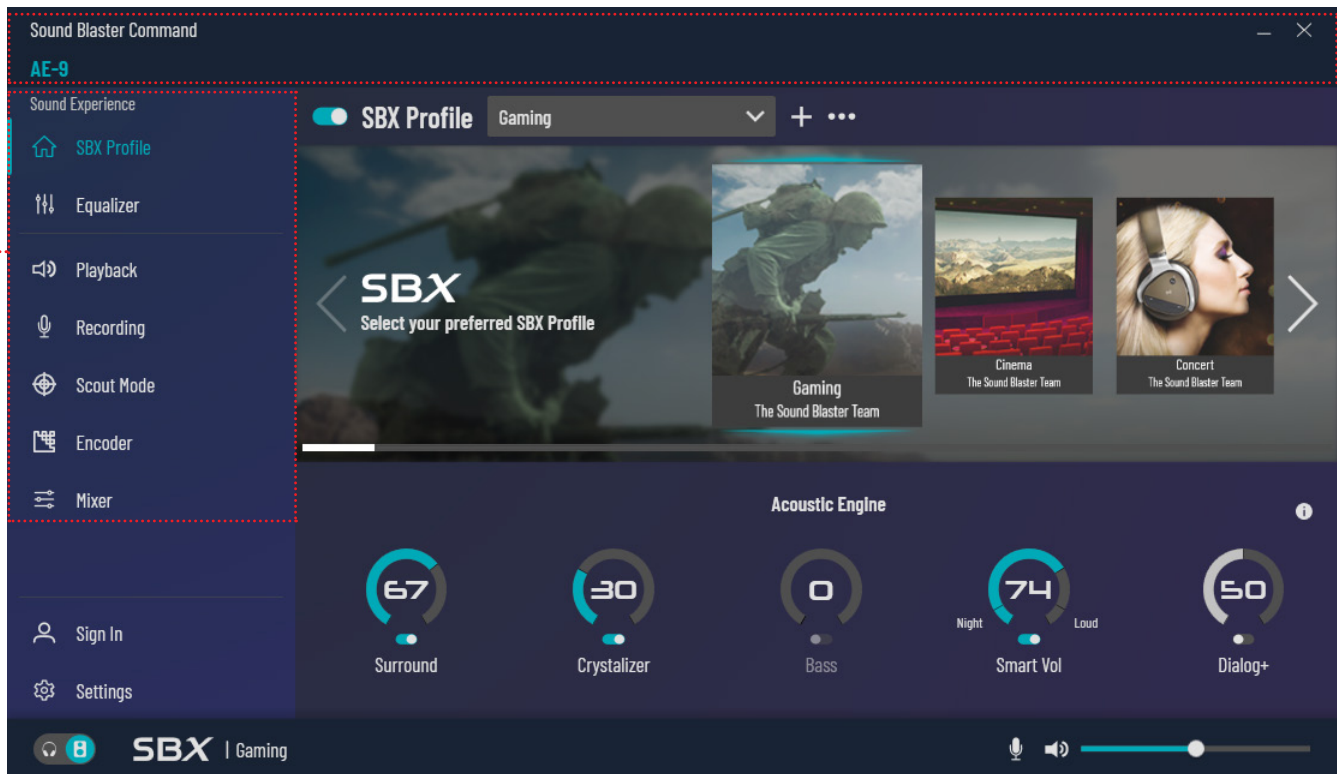 Sound Blaster Command
AE-9
Sound Experience
SBX Profile
Equalizer
Playback
Recording
Scout Mode
Encoder
Mixer
Sign In
Settings
SBX Profile Gaming
SBX
Select your preferred SBX Profile
Gaming
The Sound Blaster Team
Cinema
The Sound Blaster Team
Concert
The Sound Blaster Team
Acoustic Engine
67 30 0 74 50
Night Loud
Surround Crystalizer Bass Smart Vol Dialog+
SBX | Gaming